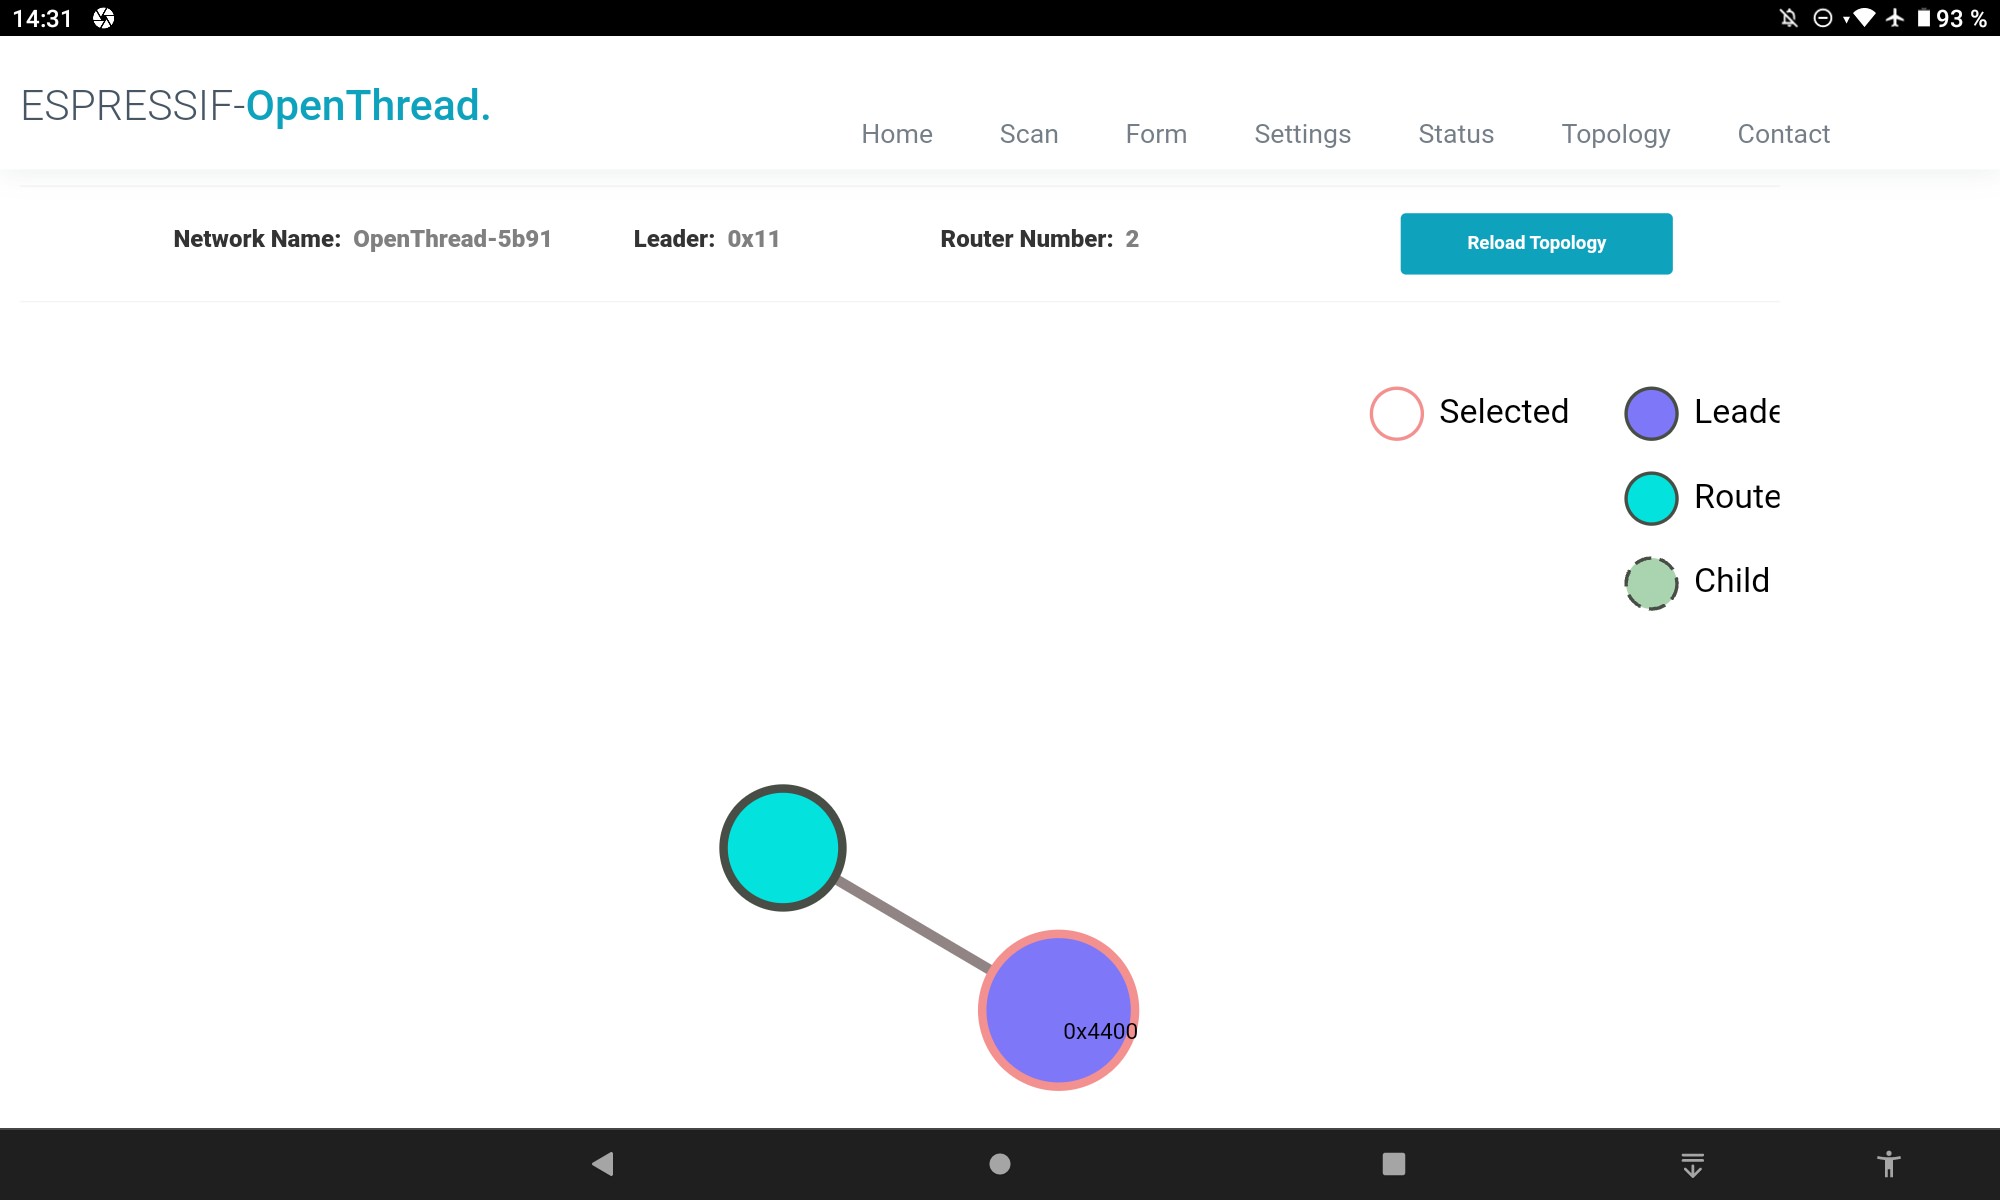 14:31 93 %
ESPRESSIF-OpenThread.
Home Scan Form Settings Status Topology Contact
Network Name: OpenThread-5b91 Leader: 0x11 Router Number: 2 Reload Topology
Selected Leade
Route
Child
0x4400